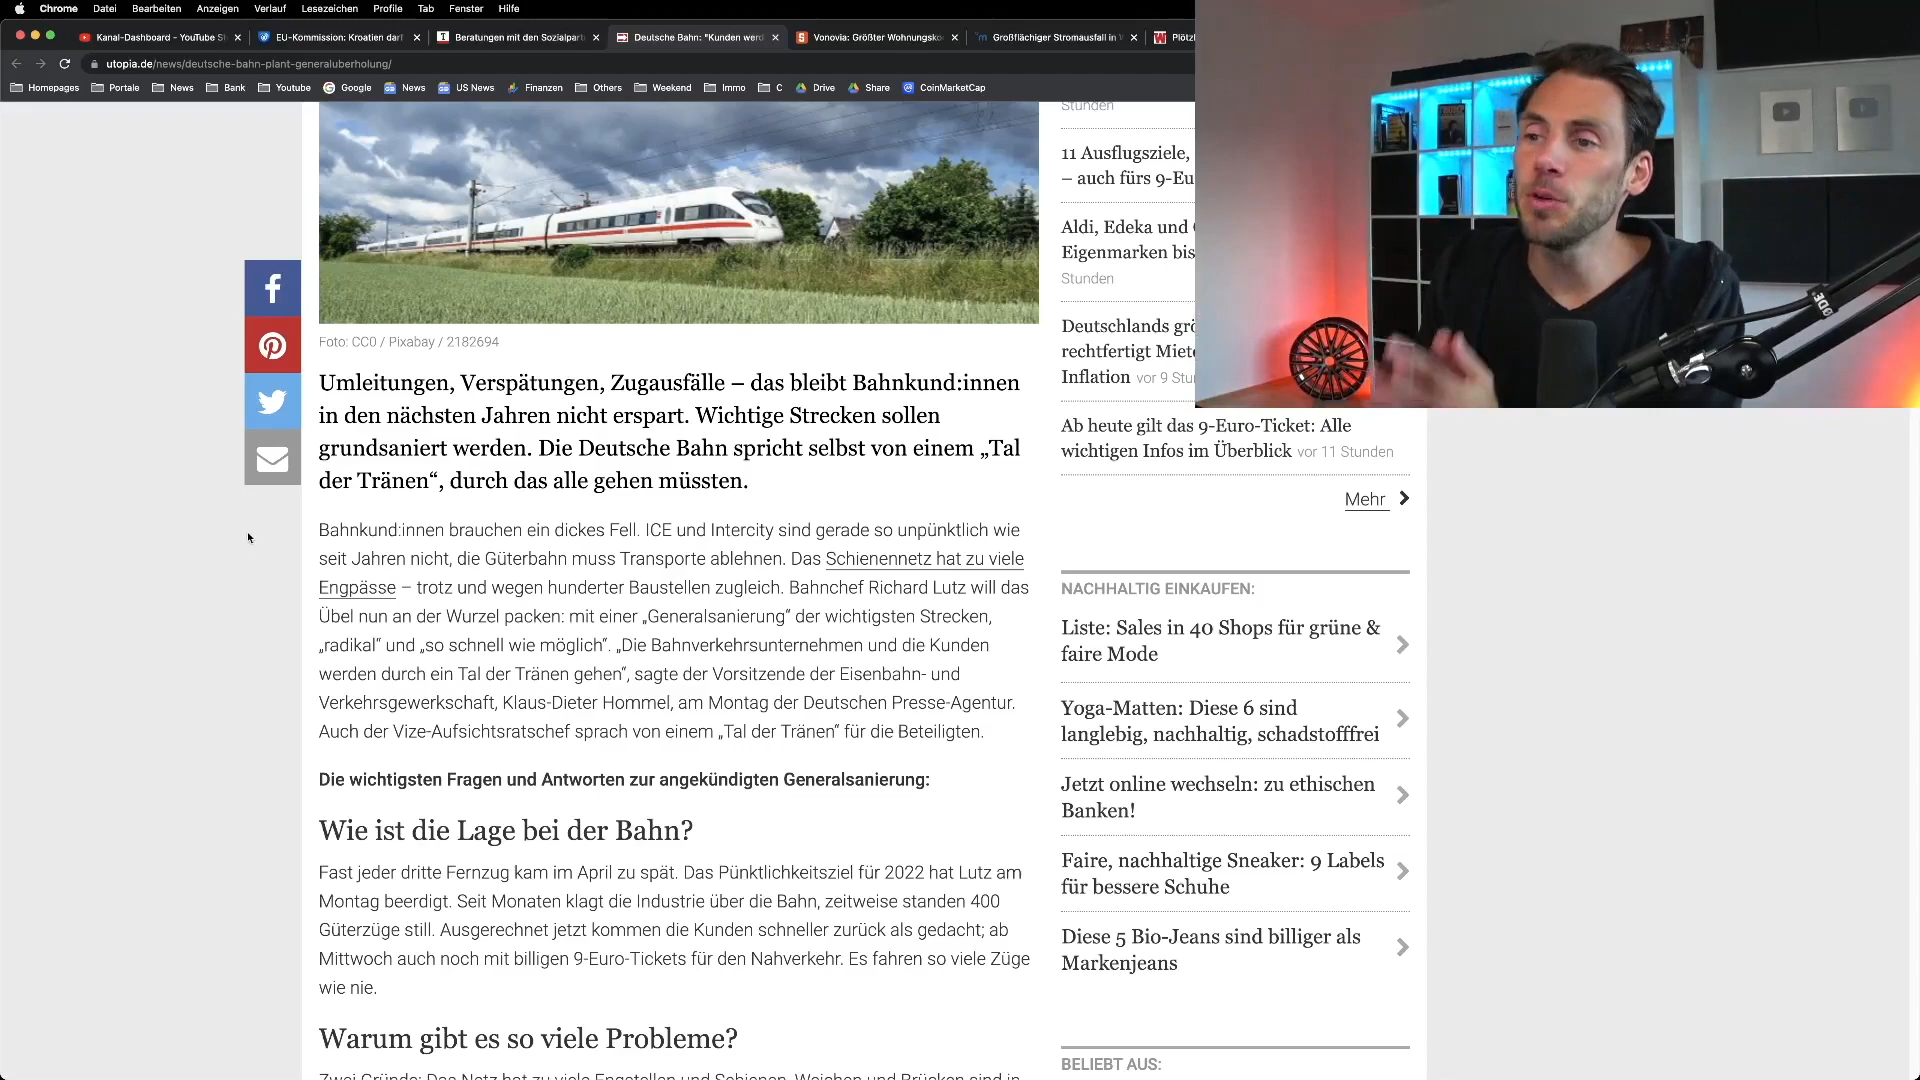 Chrome Datei Bearbeiten Anzeigen Verlauf Lesezeichen Profile Tab Fenster Hilfe
Kanal-Dashboard - YouTube St
EU-Kommission: Kroatien darf
Beratungen mit den Sozialpart
Deutsche Bahn: "Kunden werd
Vonovia: Größter Wohnungsko
Großflächiger Stromausfall in
Plötzl
utopia.de/news/deutsche-bahn-plant-generaluberholung/
Homepages Portale News Bank Youtube Google News US News Finanzen Others Weekend Immo C Drive Share CoinMarketCap
Foto: CC0 / Pixabay / 2182694
Umleitungen, Verspätungen, Zugausfälle – das bleibt Bahnkund:innen
in den nächsten Jahren nicht erspart. Wichtige Strecken sollen
grundsaniert werden. Die Deutsche Bahn spricht selbst von einem „Tal
der Tränen“, durch das alle gehen müssten.
Bahnkund:innen brauchen ein dickes Fell. ICE und Intercity sind gerade so unpünktlich wie
seit Jahren nicht, die Güterbahn muss Transporte ablehnen. Das Schienennetz hat zu viele
Engpässe – trotz und wegen hunderter Baustellen zugleich. Bahnchef Richard Lutz will das
Übel nun an der Wurzel packen: mit einer „Generalsanierung“ der wichtigsten Strecken,
„radikal“ und „so schnell wie möglich“. „Die Bahnverkehrsunternehmen und die Kunden
werden durch ein Tal der Tränen gehen“, sagte der Vorsitzende der Eisenbahn- und
Verkehrsgewerkschaft, Klaus-Dieter Hommel, am Montag der Deutschen Presse-Agentur.
Auch der Vize-Aufsichtsratschef sprach von einem „Tal der Tränen“ für die Beteiligten.
Die wichtigsten Fragen und Antworten zur angekündigten Generalsanierung:
Wie ist die Lage bei der Bahn?
Fast jeder dritte Fernzug kam im April zu spät. Das Pünktlichkeitsziel für 2022 hat Lutz am
Montag beerdigt. Seit Monaten klagt die Industrie über die Bahn, zeitweise standen 400
Güterzüge still. Ausgerechnet jetzt kommen die Kunden schneller zurück als gedacht; ab
Mittwoch auch noch mit billigen 9-Euro-Tickets für den Nahverkehr. Es fahren so viele Züge
wie nie.
Warum gibt es so viele Probleme?
Zwei Gründe: Das Netz hat zu viele Engstellen und Schienen, Weichen und Brücken sind in
Stunden
11 Ausflugsziele,
– auch fürs 9-Eu
Aldi, Edeka und
Eigenmarken bis
Stunden
Deutschlands grö
rechtfertigt Miet
Inflation vor 9 Stu
Ab heute gilt das 9-Euro-Ticket: Alle
wichtigen Infos im Überblick vor 11 Stunden
Mehr
NACHHALTIG EINKAUFEN:
Liste: Sales in 40 Shops für grüne &
faire Mode
Yoga-Matten: Diese 6 sind
langlebig, nachhaltig, schadstofffrei
Jetzt online wechseln: zu ethischen
Banken!
Faire, nachhaltige Sneaker: 9 Labels
für bessere Schuhe
Diese 5 Bio-Jeans sind billiger als
Markenjeans
BELIEBT AUS: